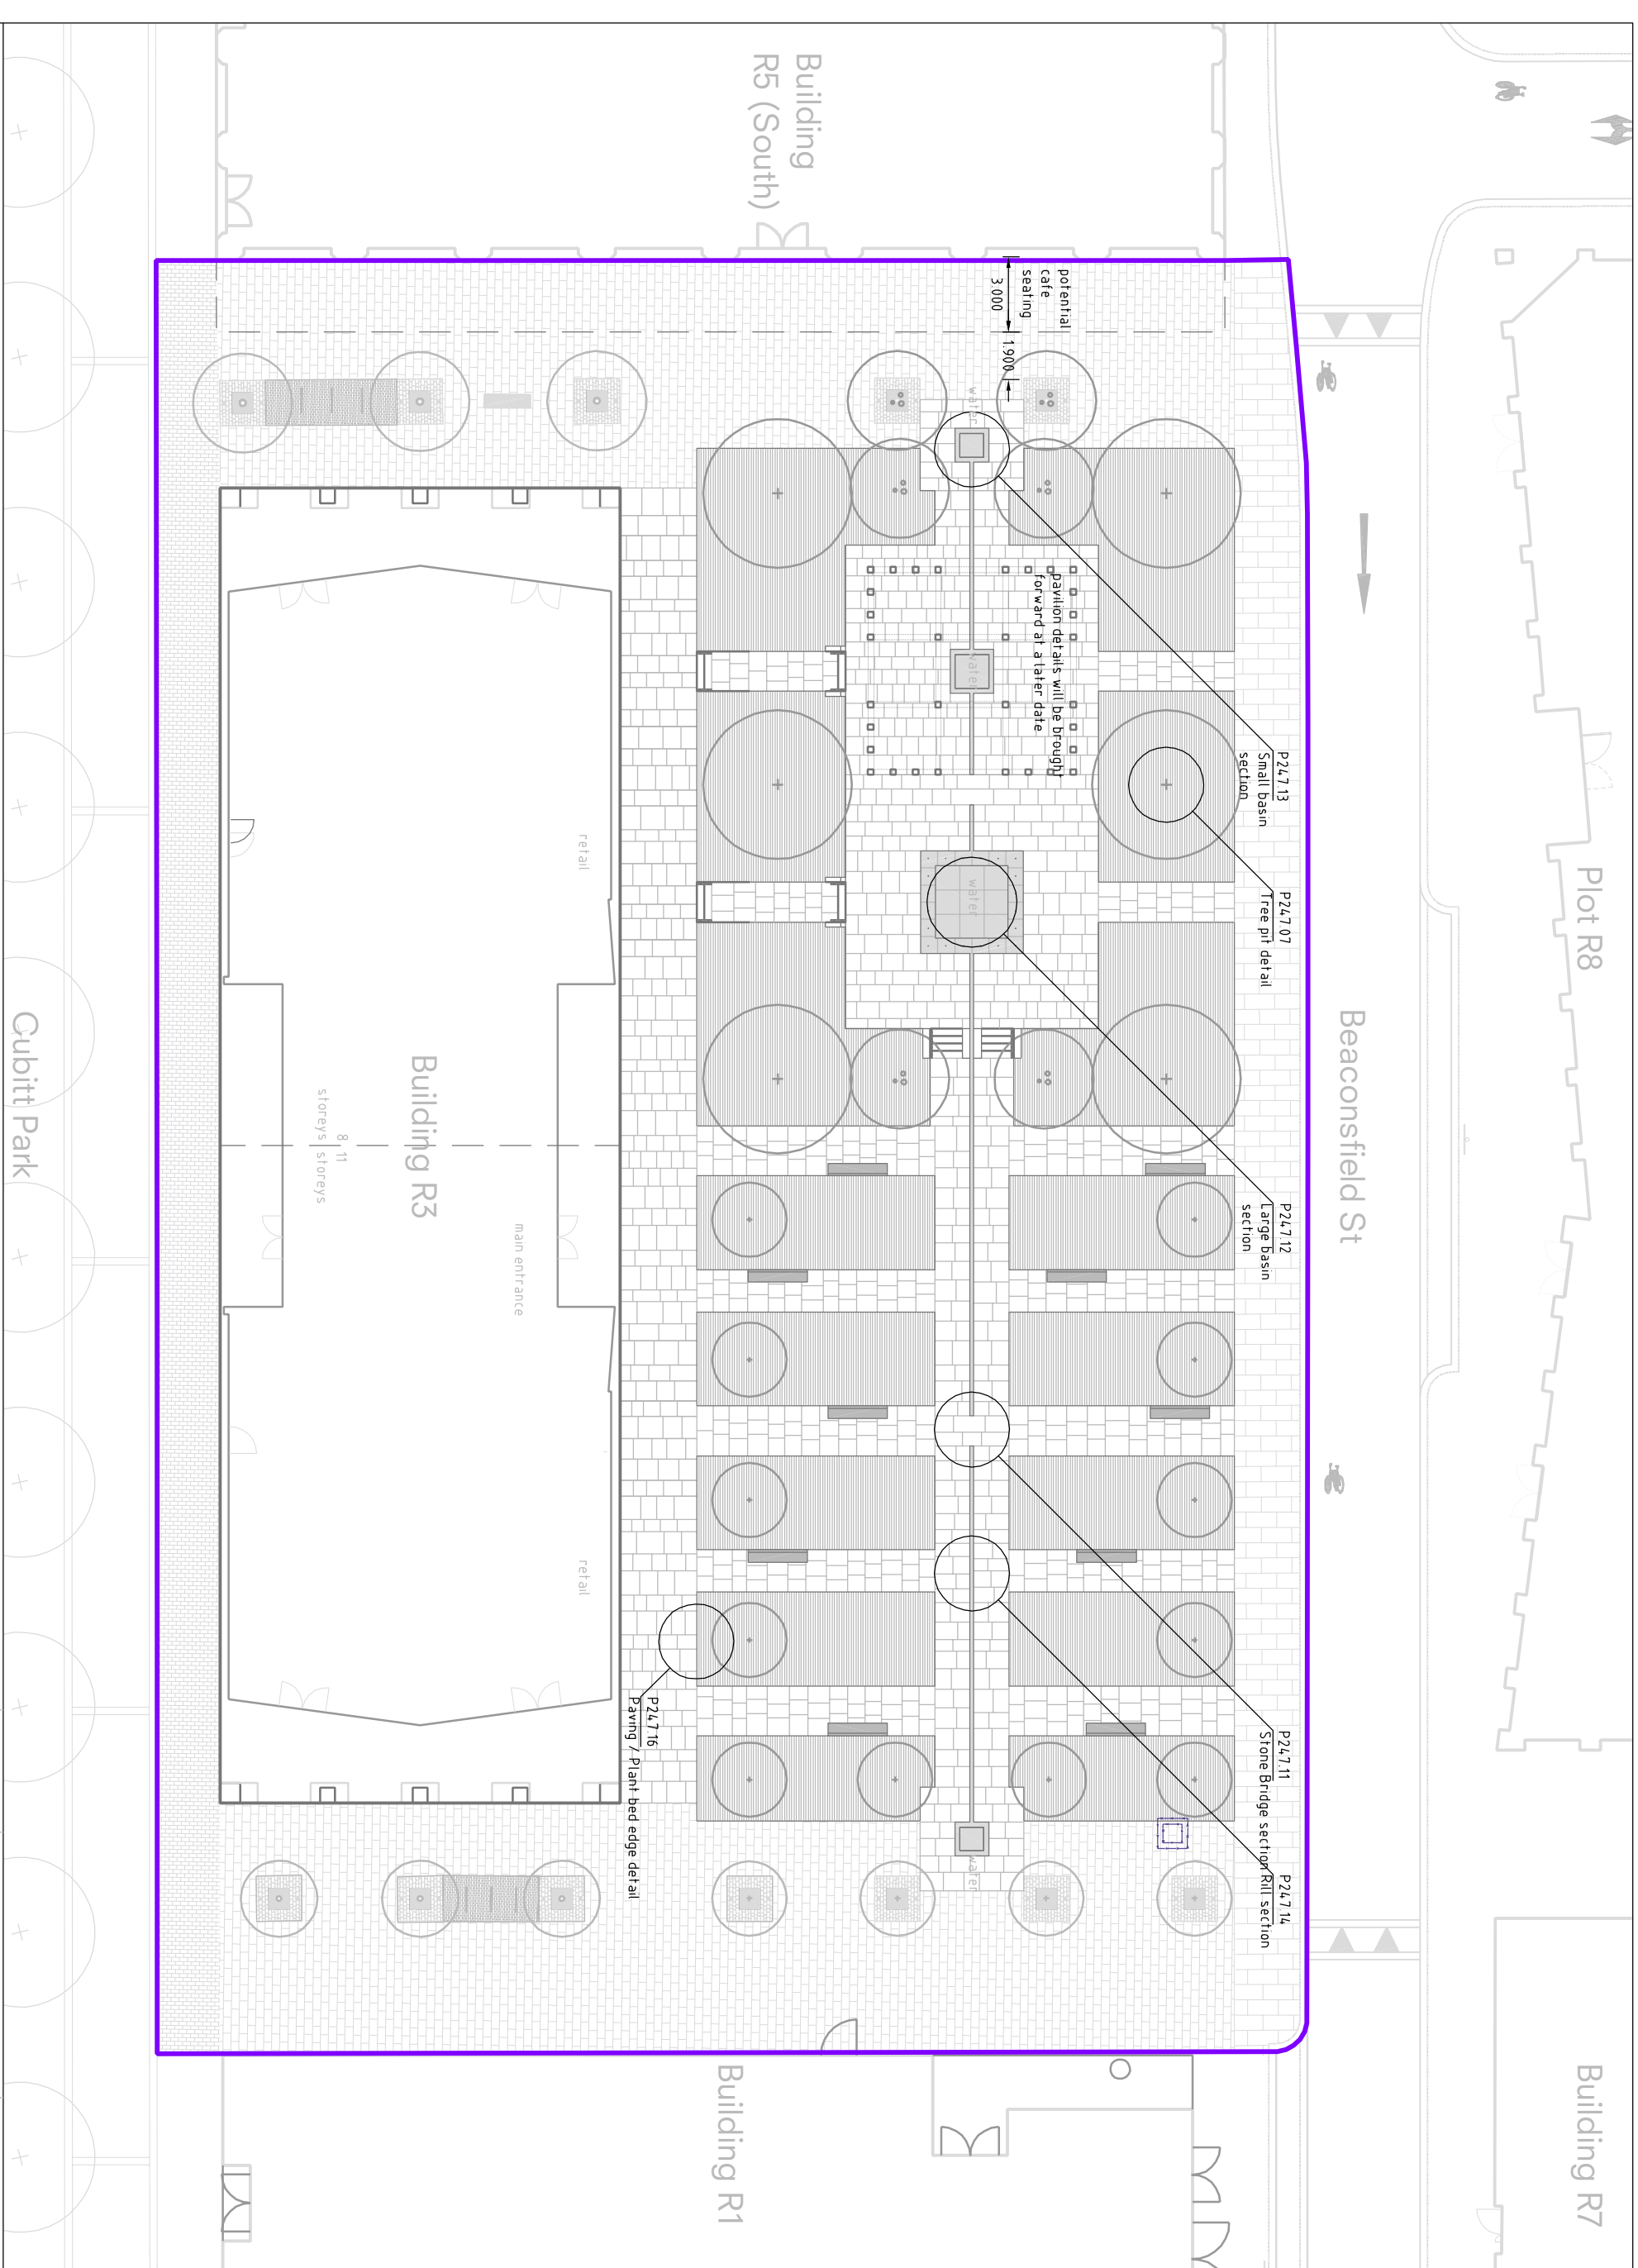 Building R7
Plot R8
Beaconsfield St
P247.13
Small basin
section
P247.07
Tree pit detail
P247.12
Large basin
section
P247.11
Stone Bridge section
P247.14
Rill section
potential
cafe
seating
3.000
1.900
pavilion details will be brought
forward at a later date
water
water
water
water
Building
R5 (South)
Building R1
P247.16
Paving / Plant bed edge detail
retail
retail
main entrance
Building R3
8 11
storeys storeys
Cubitt Park